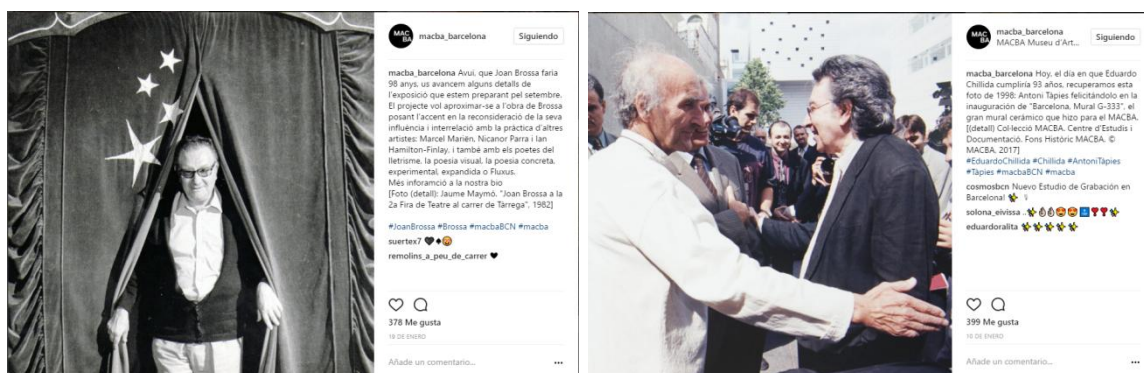 MAC
BA
macba_barcelona
Siguiendo
macba_barcelona Avui, que Joan Brossa faria
98 anys, us avancem alguns detalls de
l'exposició que estem preparant pel setembre.
El projecte vol aproximar-se a l'obra de Brossa
posant l'accent en la reconsideració de la seva
influència i interrelació amb la pràctica d'altres
artistes: Marcel Mariën, Nicanor Parra i Ian
Hamilton-Finlay, i també amb els poetes del
lletrisme, la poesia visual, la poesia concreta,
experimental, expandida o Fluxus.
Més inforamció a la nostra bio
[Foto (detall): Jaume Maymó, "Joan Brossa a la
2a Fira de Teatre al carrer de Tàrrega", 1982]
#JoanBrossa #Brossa #macbaBCN #macba
suertex7 🖤♠️🤗
remolins_a_peu_de_carrer 🖤
378 Me gusta
18 DE ENERO
Añade un comentario...
MAC
BA
macba_barcelona
MACBA Museu d'Art...
Siguiendo
macba_barcelona Hoy, el día en que Eduardo
Chillida cumpliría 93 años, recuperamos esta
foto de 1998: Antoni Tàpies felicitándolo en la
inauguración de "Barcelona, Mural G-333", el
gran mural cerámico que hizo para el MACBA.
[(detall) Col·lecció MACBA. Centre d'Estudis i
Documentació. Fons Històric MACBA. ©
MACBA, 2017]
#EduardoChillida #Chillida #AntoniTàpies
#Tàpies #macbaBCN #macba
cosmosbcn Nuevo Estudio de Grabación en
Barcelona!
solona_eivissa ..
eduardoralita
399 Me gusta
10 DE ENERO
Añade un comentario...